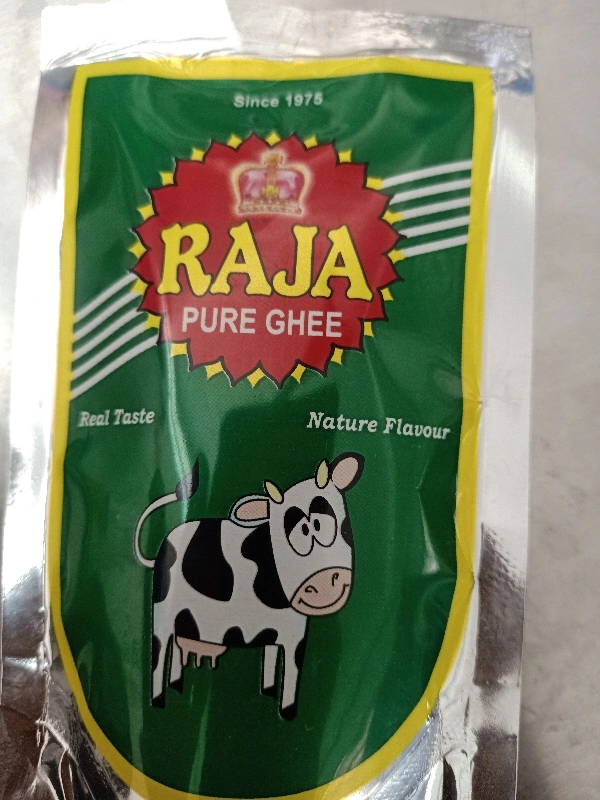 Since 1975
RAJA
PURE GHEE
Real Taste
Nature Flavour